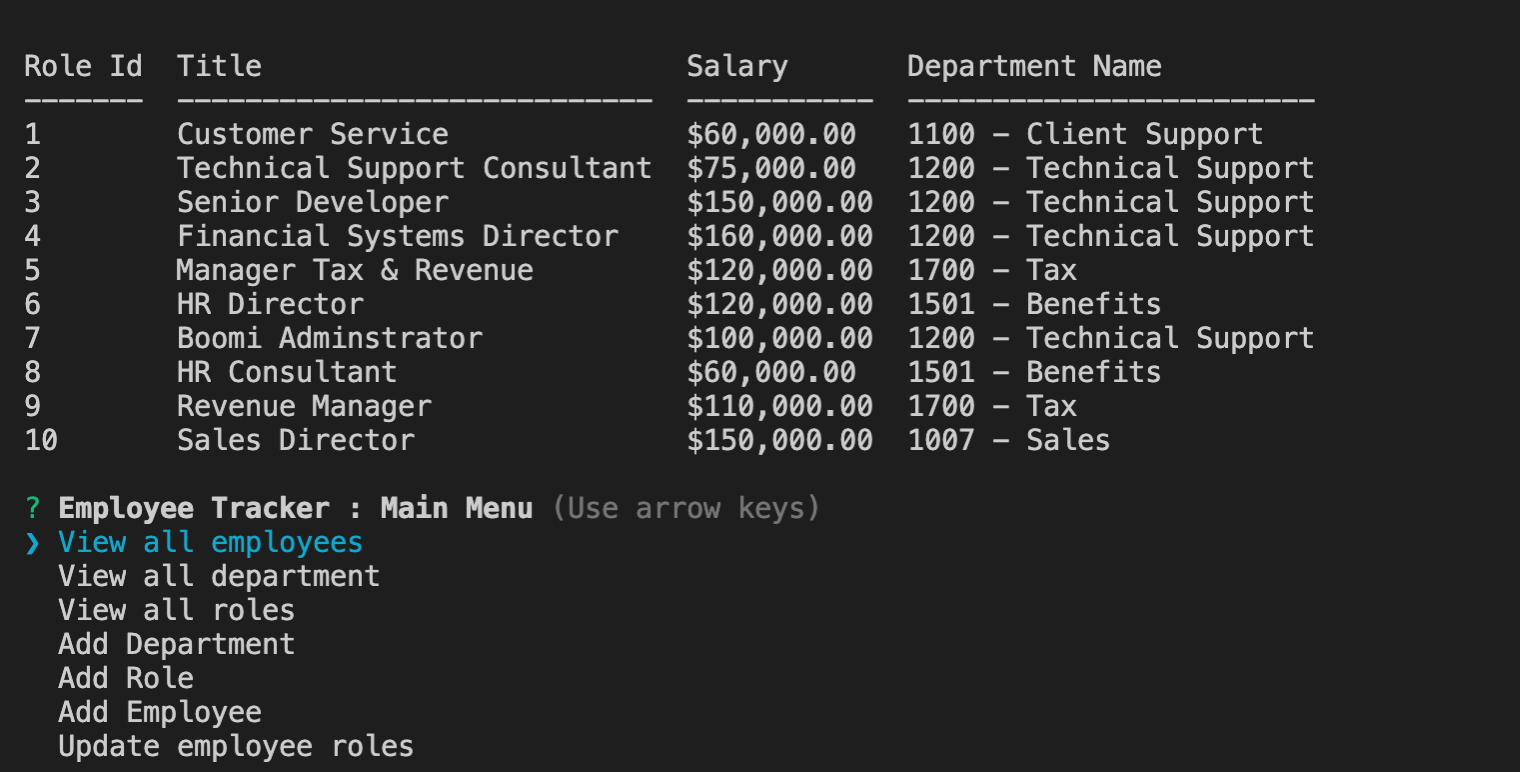 Role Id  Title                         Salary       Department Name
-------  ----------------------------  -----------  ------------------------
1        Customer Service              $60,000.00   1100 - Client Support
2        Technical Support Consultant  $75,000.00   1200 - Technical Support
3        Senior Developer              $150,000.00  1200 - Technical Support
4        Financial Systems Director    $160,000.00  1200 - Technical Support
5        Manager Tax & Revenue         $120,000.00  1700 - Tax
6        HR Director                   $120,000.00  1501 - Benefits
7        Boomi Adminstrator            $100,000.00  1200 - Technical Support
8        HR Consultant                 $60,000.00   1501 - Benefits
9        Revenue Manager               $110,000.00  1700 - Tax
10       Sales Director                $150,000.00  1007 - Sales
? Employee Tracker : Main Menu (Use arrow keys)
❯ View all employees
  View all department
  View all roles
  Add Department
  Add Role
  Add Employee
  Update employee roles